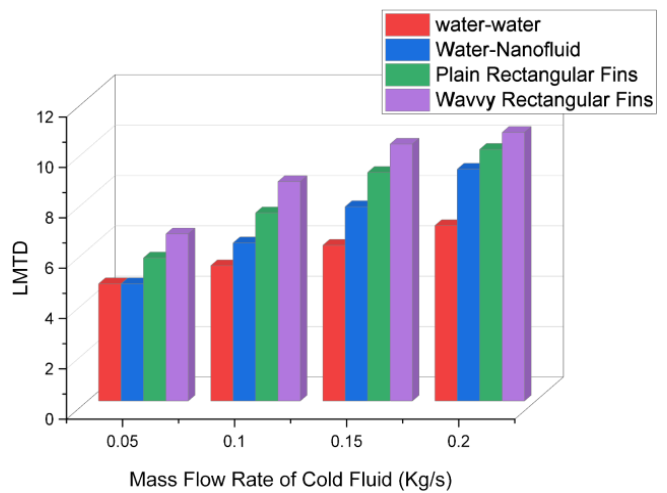 water-water
Water-Nanofluid
Plain Rectangular Fins
Wavvy Rectangular Fins
12
10
8
6
4
2
0
LMTD
0.05 0.1 0.15 0.2
Mass Flow Rate of Cold Fluid (Kg/s)